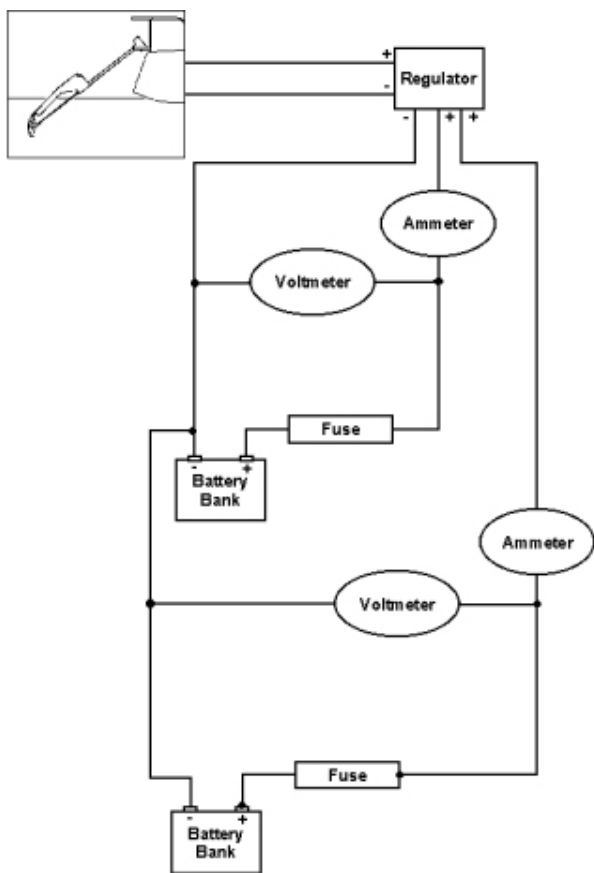 +
Regulator
-
- + +
Ammeter
Voltmeter
Fuse
- +
Battery
Bank
Ammeter
Voltmeter
Fuse
- +
Battery
Bank